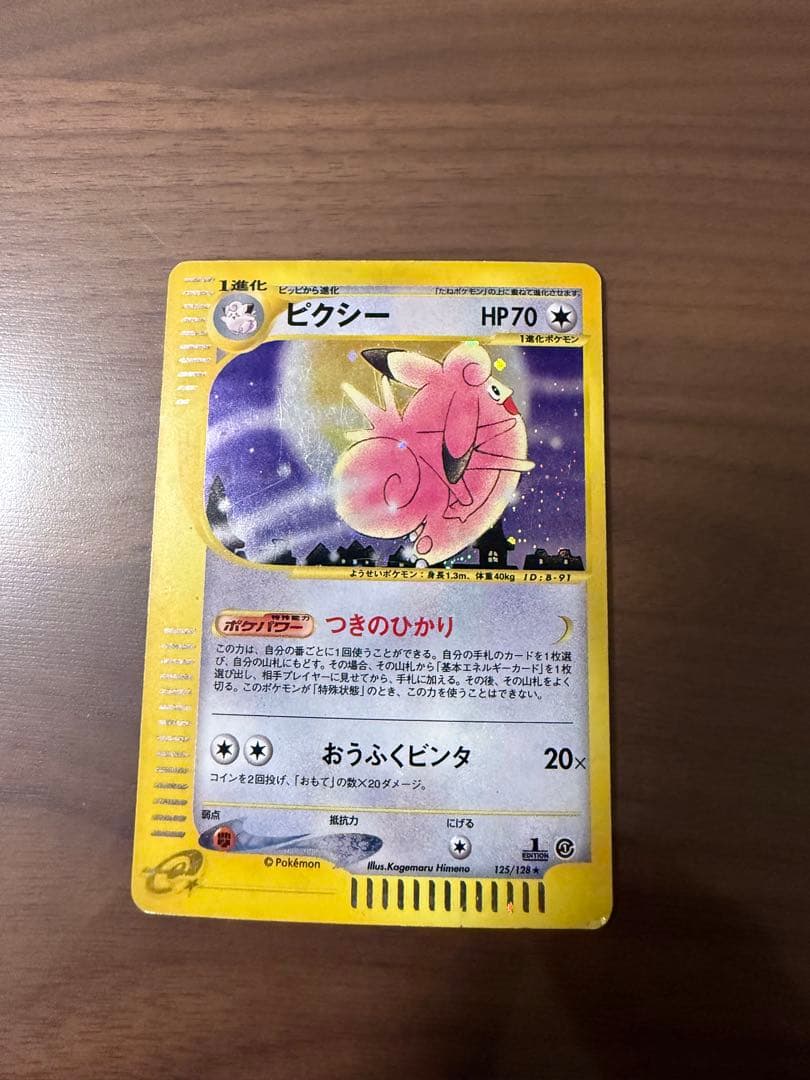 1進化 ピッピから進化 「たねポケモン」の上に重ねて進化させます。
ピクシー HP70
1進化ポケモン
ようせいポケモン：身長1.3m、体重40kg ID:B-91
ポケパワー 特殊能力 つきのひかり
この力は、自分の番ごとに1回使うことができる。自分の手札のカードを1枚選
び、自分の山札にもどす。その場合、その山札から「基本エネルギーカード」を1枚
選び出し、相手プレイヤーに見せてから、手札に加える。その後、その山札をよく
切る。このポケモンが「特殊状態」のとき、この力を使うことはできない。
おうふくビンタ 20×
コインを2回投げ、「おもて」の数×20ダメージ。
弱点 抵抗力 にげる
1 EDITION
©Pokémon Illus.Kagemaru Himeno 125/128★
e